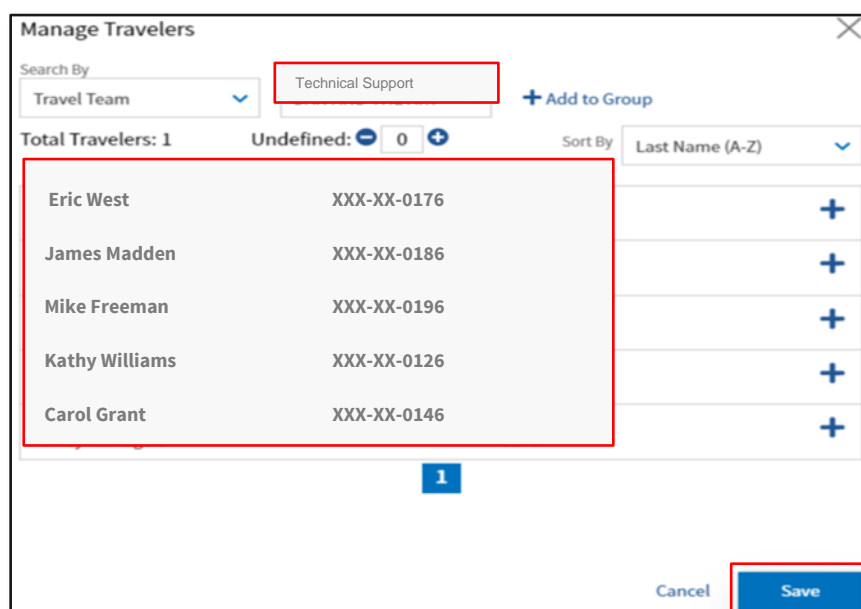 Manage Travelers
Search By
Travel Team
Technical Support
Add to Group
Total Travelers: 1
Undefined: 0
Sort By
Last Name (A-Z)
Eric West XXX-XX-0176
James Madden XXX-XX-0186
Mike Freeman XXX-XX-0196
Kathy Williams XXX-XX-0126
Carol Grant XXX-XX-0146
1
Cancel
Save